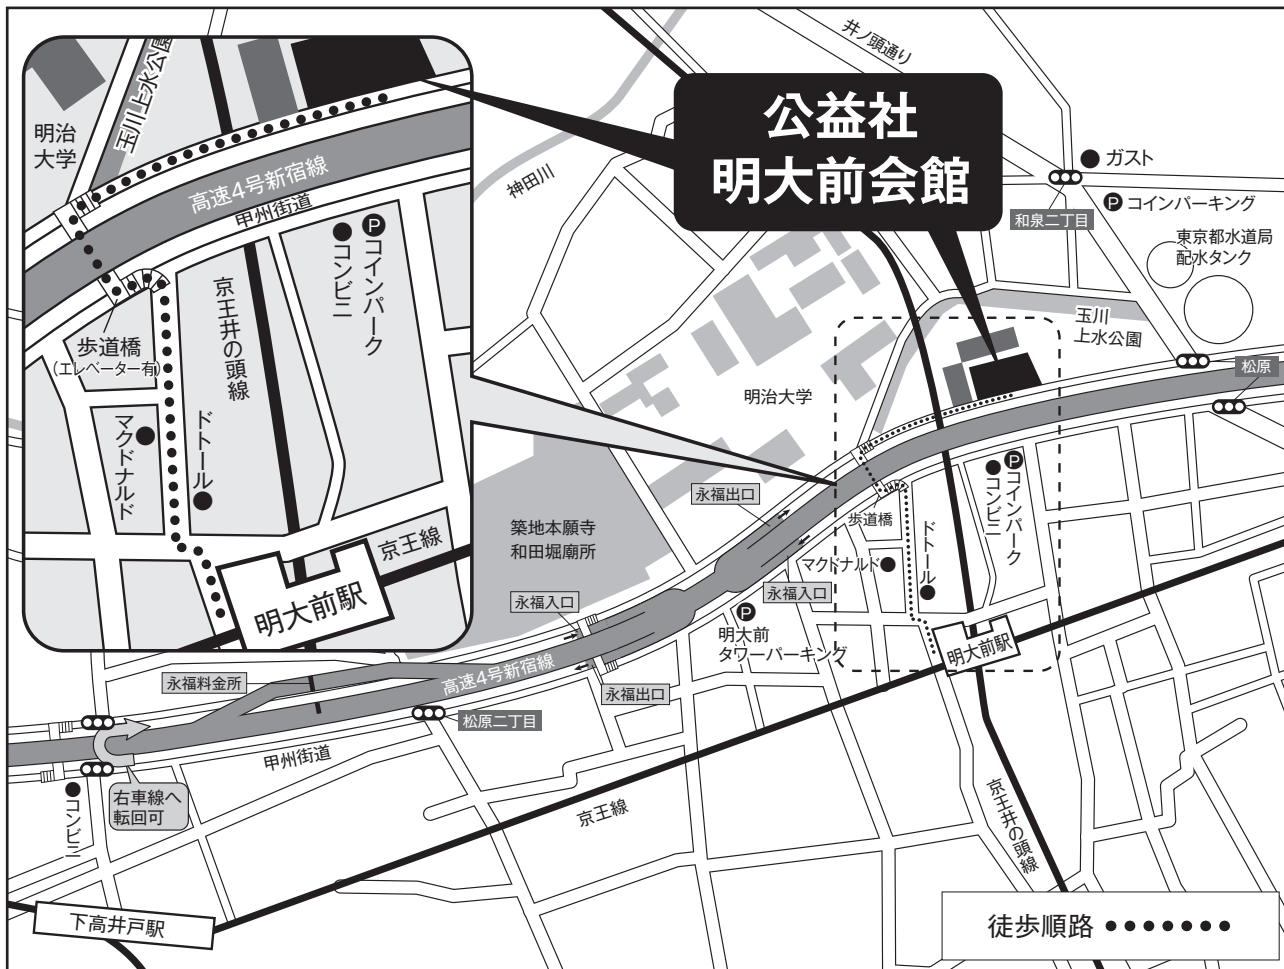 公益社
明大前会館
井ノ頭通り
神田川
ガスト
P コインパーキング
和泉二丁目
東京都水道局
配水タンク
玉川
上水公園
松原
明治大学
永福出口
歩道橋
マクドナルド
ドトール
コンビニ
P コインパーク
築地本願寺
和田堀廟所
永福入口
永福入口
P
明大前
タワーパーキング
明大前駅
永福料金所
高速4号新宿線
永福出口
松原二丁目
甲州街道
右車線へ
転回可
コンビニ
京王線
京王井の頭線
下高井戸駅
徒歩順路
玉川上水公園
明治
大学
高速4号新宿線
甲州街道
コンビニ
P コインパーク
京王井の頭線
歩道橋
(エレベーター有)
マクドナルド
ドトール
京王線
明大前駅